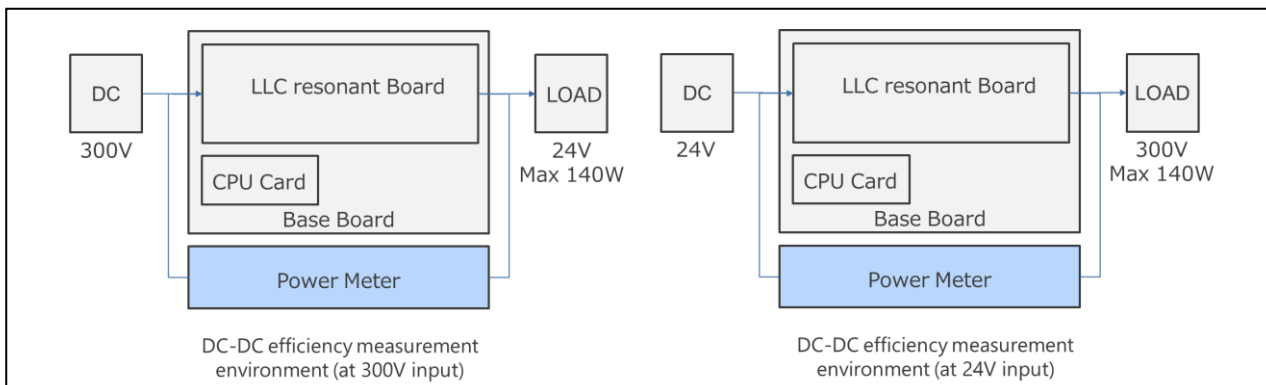 DC
300V
LLC resonant Board
CPU Card
Base Board
Power Meter
LOAD
24V
Max 140W
DC-DC efficiency measurement
environment (at 300V input)
DC
24V
LLC resonant Board
CPU Card
Base Board
Power Meter
LOAD
300V
Max 140W
DC-DC efficiency measurement
environment (at 24V input)